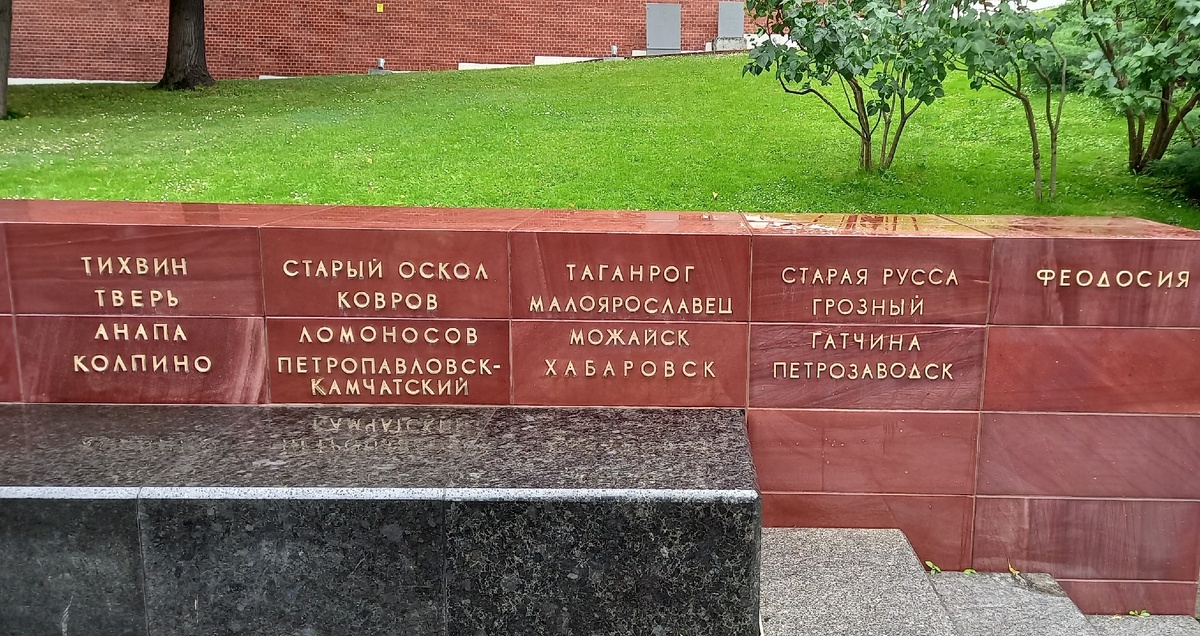 ТИХВИН
ТВЕРЬ
АНАПА
КОЛПИНО
СТАРЫЙ ОСКОЛ
КОВРОВ
ЛОМОНОСОВ
ПЕТРОПАВЛОВСК-
КАМЧАТСКИЙ
ТАГАНРОГ
МАЛОЯРОСЛАВЕЦ
МОЖАЙСК
ХАБАРОВСК
СТАРАЯ РУССА
ГРОЗНЫЙ
ГАТЧИНА
ПЕТРОЗАВОДСК
ФЕОДОСИЯ